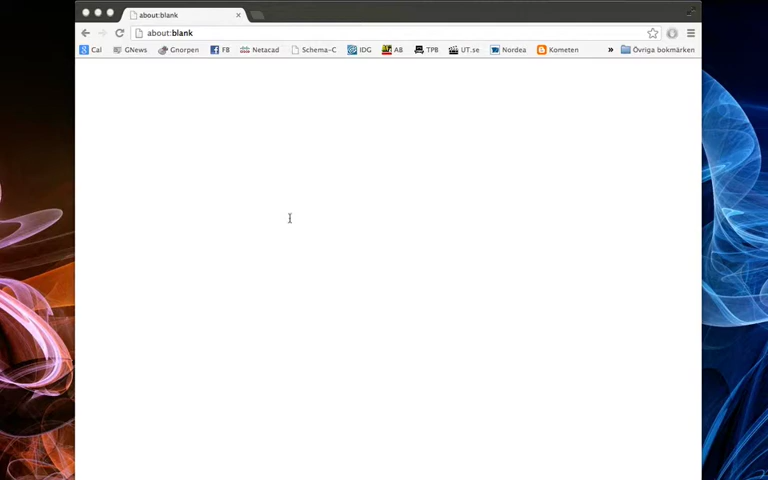 about:blank
about:blank
Cal GNews Gnorpen FB Netacad Schema-C IDG AB TPB UT.se Nordea Kometen » Övriga bokmärken